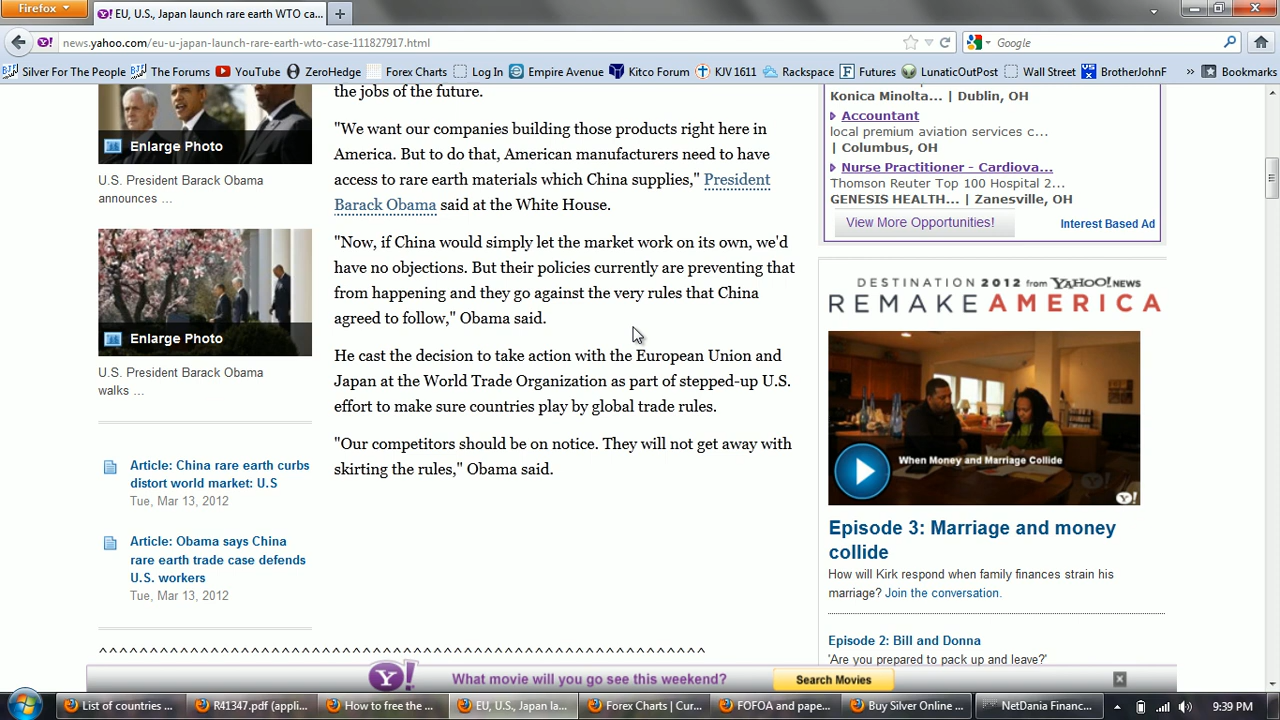 Firefox
EU, U.S., Japan launch rare earth WTO ca...
news.yahoo.com/eu-u-japan-launch-rare-earth-wto-case-111827917.html
Google
Silver For The People
The Forums
YouTube
ZeroHedge
Forex Charts
Log In
Empire Avenue
Kitco Forum
KJV 1611
Rackspace
Futures
LunaticOutPost
Wall Street
BrotherJohnF
»
Bookmarks
Enlarge Photo
U.S. President Barack Obama
announces ...
Enlarge Photo
U.S. President Barack Obama
walks ...
Article: China rare earth curbs
distort world market: U.S
Tue, Mar 13, 2012
Article: Obama says China
rare earth trade case defends
U.S. workers
Tue, Mar 13, 2012
the jobs of the future.
"We want our companies building those products right here in
America. But to do that, American manufacturers need to have
access to rare earth materials which China supplies," President
Barack Obama said at the White House.
"Now, if China would simply let the market work on its own, we'd
have no objections. But their policies currently are preventing that
from happening and they go against the very rules that China
agreed to follow," Obama said.
He cast the decision to take action with the European Union and
Japan at the World Trade Organization as part of stepped-up U.S.
effort to make sure countries play by global trade rules.
"Our competitors should be on notice. They will not get away with
skirting the rules," Obama said.
Konica Minolta... | Dublin, OH
Accountant
local premium aviation services c...
| Columbus, OH
Nurse Practitioner - Cardiova...
Thomson Reuter Top 100 Hospital 2...
GENESIS HEALTH... | Zanesville, OH
View More Opportunities!
Interest Based Ad
DESTINATION 2012 from YAHOO! NEWS
REMAKE AMERICA
When Money and Marriage Collide
Y!
Episode 3: Marriage and money
collide
How will Kirk respond when family finances strain his
marriage? Join the conversation.
Episode 2: Bill and Donna
'Are you prepared to pack up and leave?'
^^^^^^^^^^^^^^^^^^^^^^^^^^^^^^^^^^^^^^^^^^^^^^^^^^^^^^^^^^^^^
Y!
What movie will you go see this weekend?
Search Movies
List of countries ...
R41347.pdf (appli...
How to free the ...
EU, U.S., Japan la...
Forex Charts | Cur...
FOFOA and pape...
Buy Silver Online ...
NetDania Financ...
9:39 PM